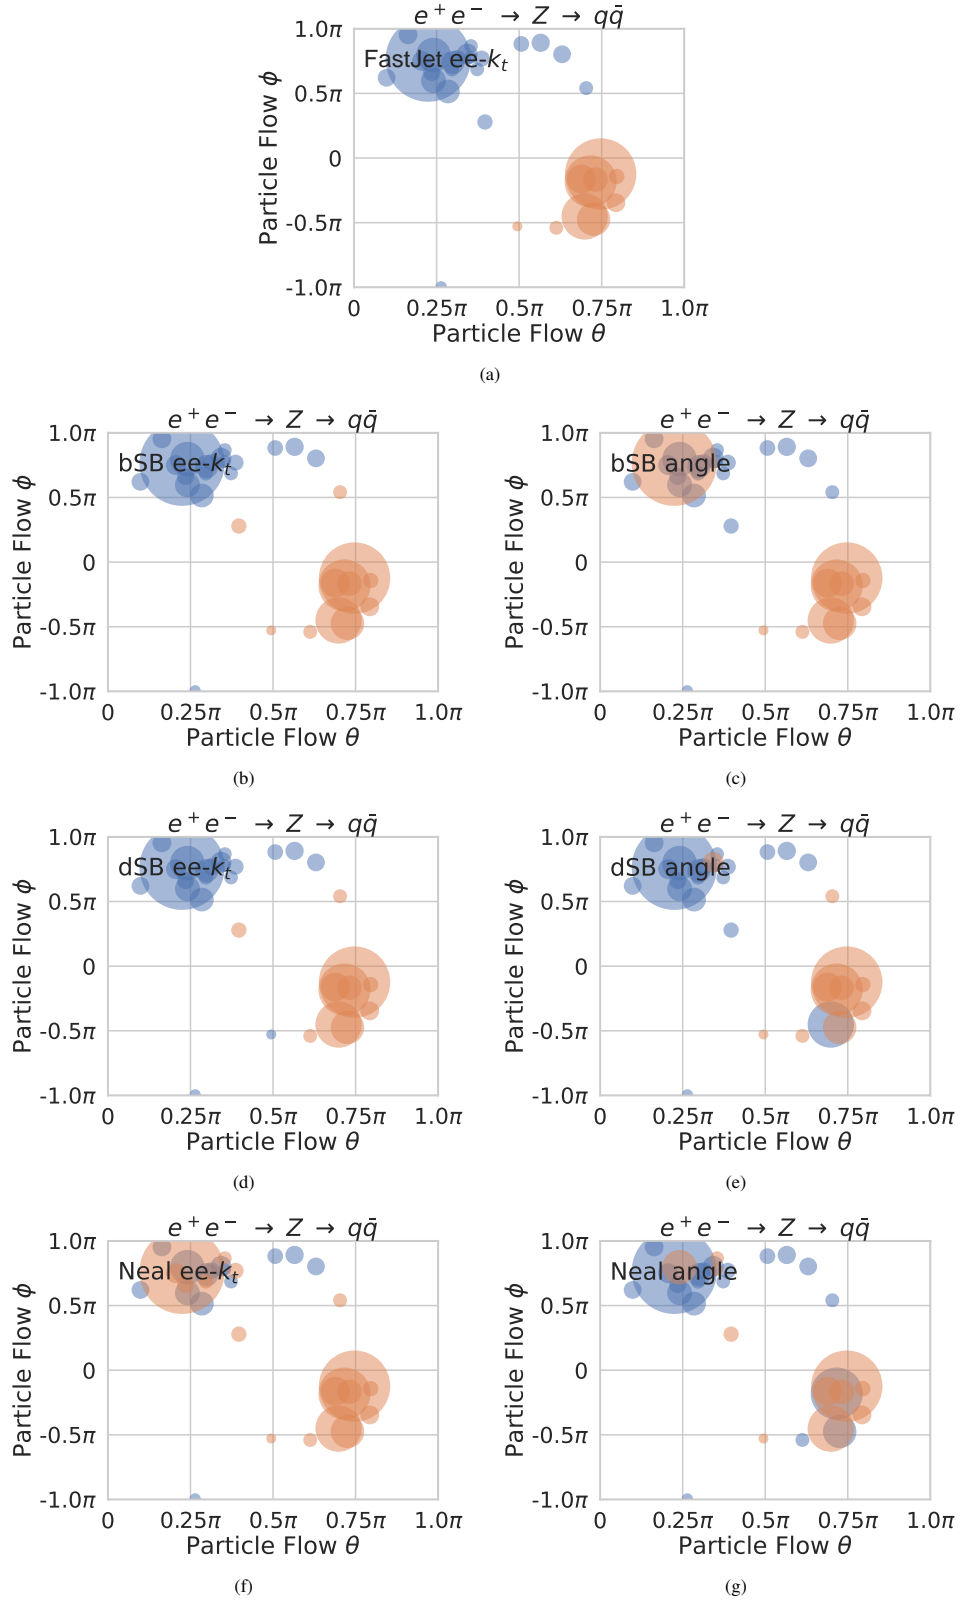 e⁺e⁻ → Z → qq̄
Particle Flow ϕ
1.0π
0.5π
0
-0.5π
-1.0π
FastJet ee-kₜ
0 0.25π 0.5π 0.75π 1.0π
Particle Flow θ
(a)
e⁺e⁻ → Z → qq̄
Particle Flow ϕ
1.0π
0.5π
0
-0.5π
-1.0π
bSB ee-kₜ
0 0.25π 0.5π 0.75π 1.0π
Particle Flow θ
(b)
e⁺e⁻ → Z → qq̄
Particle Flow ϕ
1.0π
0.5π
0
-0.5π
-1.0π
bSB angle
0 0.25π 0.5π 0.75π 1.0π
Particle Flow θ
(c)
e⁺e⁻ → Z → qq̄
Particle Flow ϕ
1.0π
0.5π
0
-0.5π
-1.0π
dSB ee-kₜ
0 0.25π 0.5π 0.75π 1.0π
Particle Flow θ
(d)
e⁺e⁻ → Z → qq̄
Particle Flow ϕ
1.0π
0.5π
0
-0.5π
-1.0π
dSB angle
0 0.25π 0.5π 0.75π 1.0π
Particle Flow θ
(e)
e⁺e⁻ → Z → qq̄
Particle Flow ϕ
1.0π
0.5π
0
-0.5π
-1.0π
Neal ee-kₜ
0 0.25π 0.5π 0.75π 1.0π
Particle Flow θ
(f)
e⁺e⁻ → Z → qq̄
Particle Flow ϕ
1.0π
0.5π
0
-0.5π
-1.0π
Neal angle
0 0.25π 0.5π 0.75π 1.0π
Particle Flow θ
(g)